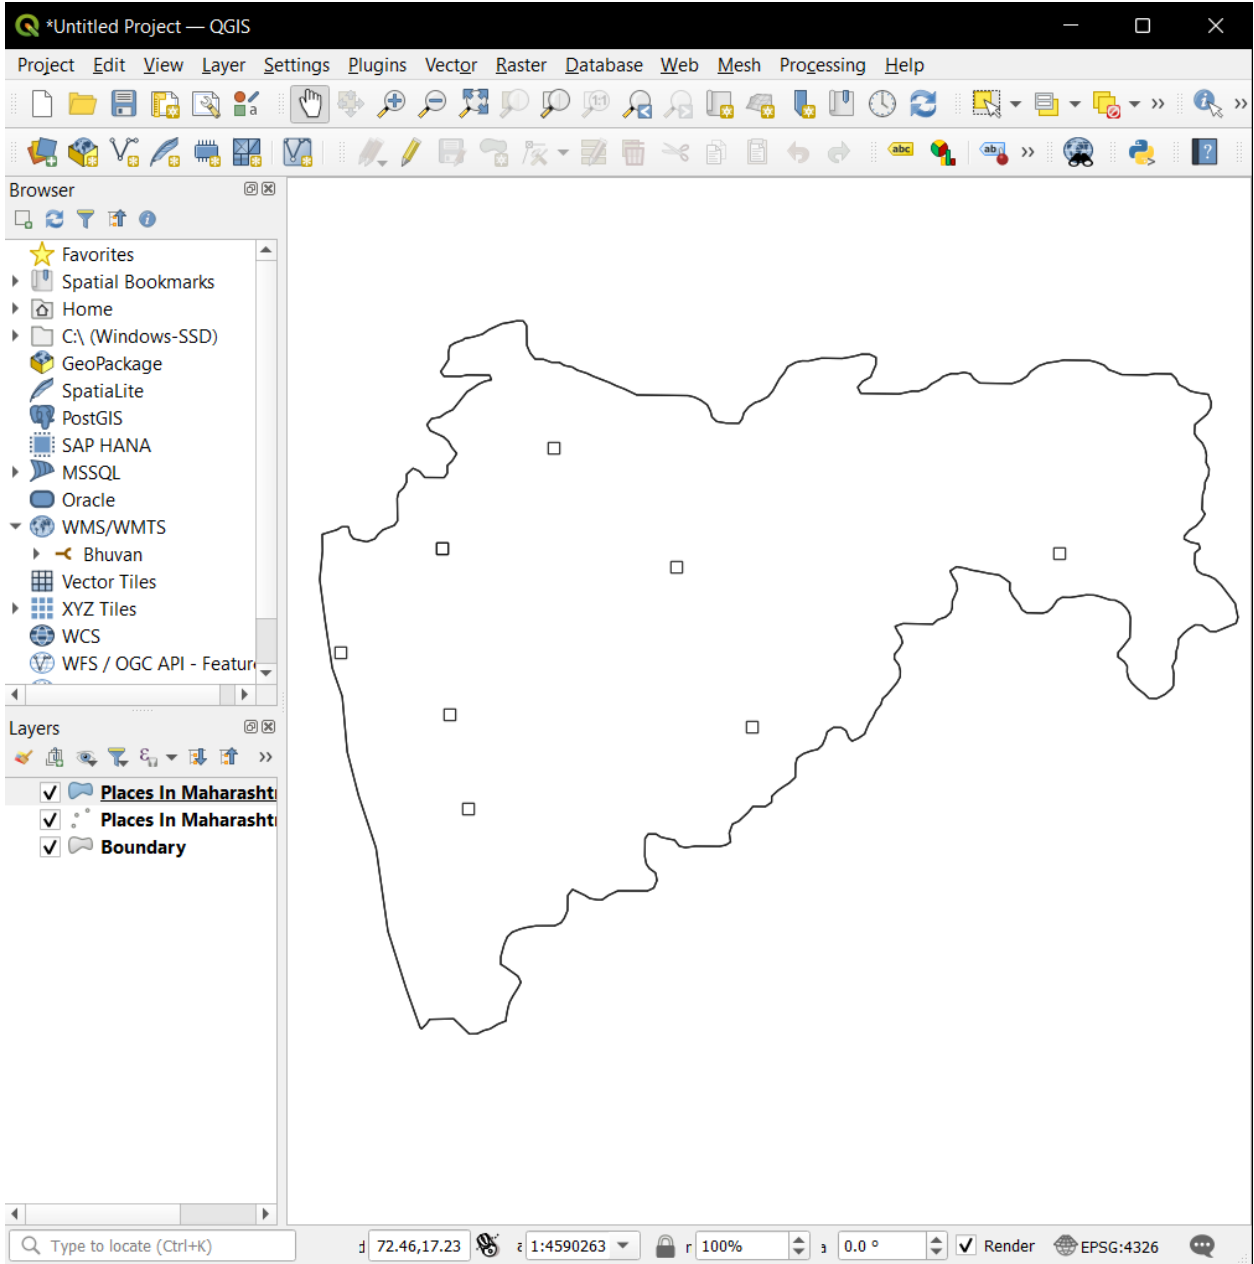 *Untitled Project — QGIS
Project Edit View Layer Settings Plugins Vector Raster Database Web Mesh Processing Help
Browser
Favorites
Spatial Bookmarks
Home
C:\ (Windows-SSD)
GeoPackage
SpatiaLite
PostGIS
SAP HANA
MSSQL
Oracle
WMS/WMTS
Bhuvan
Vector Tiles
XYZ Tiles
WCS
WFS / OGC API - Featur
Layers
Places In Maharasht
Places In Maharasht
Boundary
Type to locate (Ctrl+K) 72.46,17.23 1:4590263 r 100% 0.0 ° Render EPSG:4326